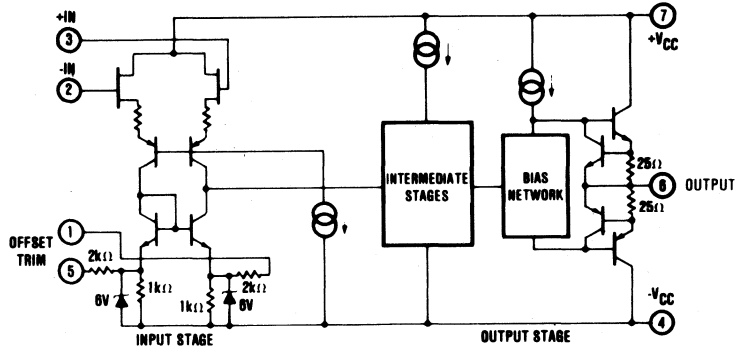 +IN
3
-IN
2
7
+VCC
INTERMEDIATE
STAGES
BIAS
NETWORK
25Ω
6 OUTPUT
25Ω
1
OFFSET
TRIM
5
2kΩ
2kΩ
6V
1kΩ
1kΩ
6V
-VCC
4
INPUT STAGE
OUTPUT STAGE